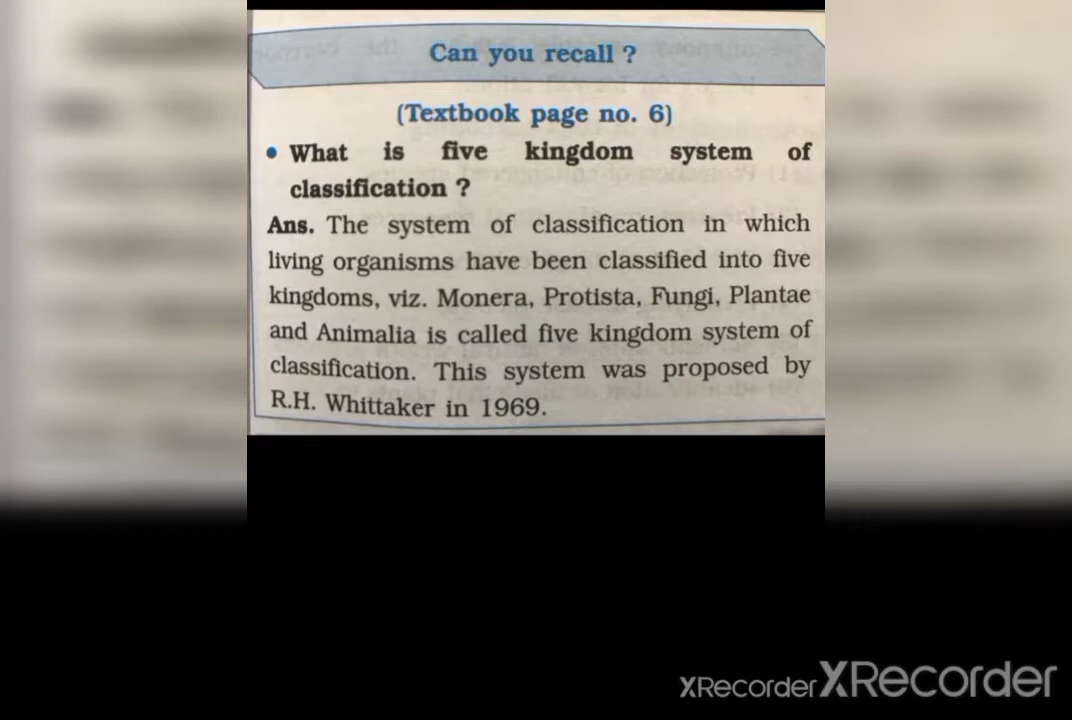 Can you recall ?
(Textbook page no. 6)
• What is five kingdom system of
classification ?
Ans. The system of classification in which
living organisms have been classified into five
kingdoms, viz. Monera, Protista, Fungi, Plantae
and Animalia is called five kingdom system of
classification. This system was proposed by
R.H. Whittaker in 1969.
XRecorder XRecorder